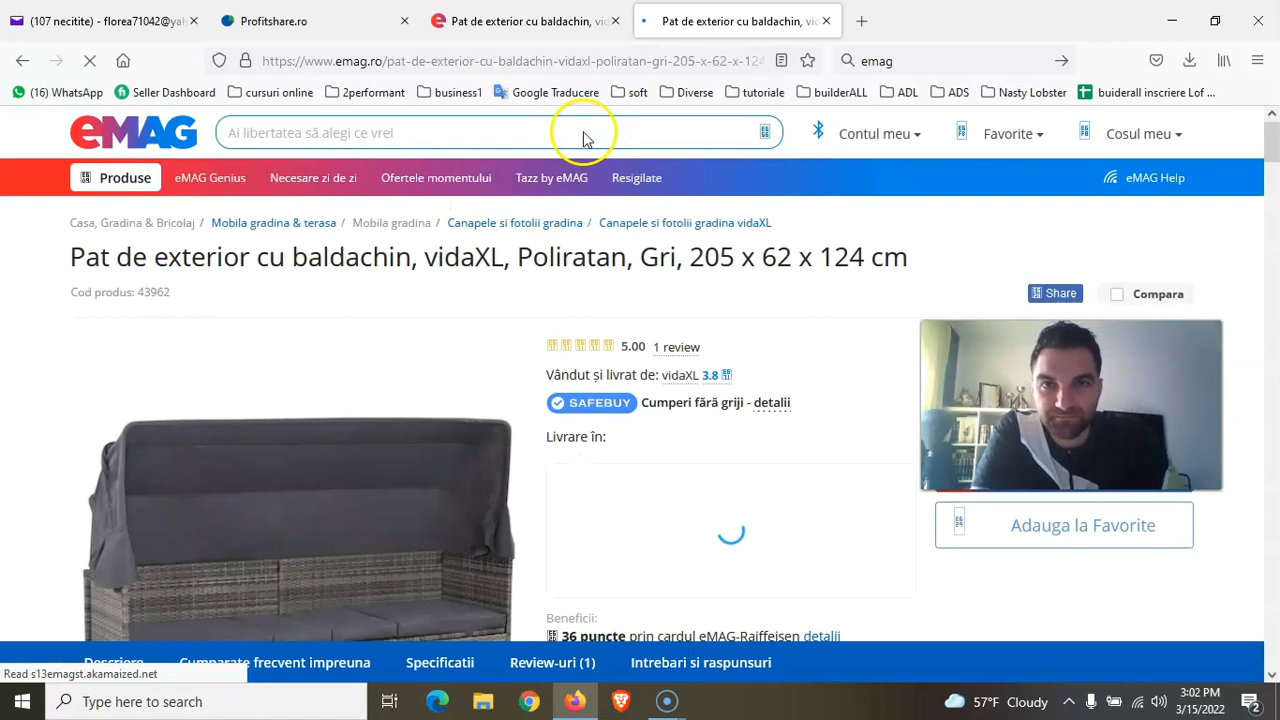 (107 necitite) - florea71042@yah
Profitshare.ro
Pat de exterior cu baldachin, vid
Pat de exterior cu baldachin, vid
https://www.emag.ro/pat-de-exterior-cu-baldachin-vidaxl-poliratan-gri-205-x-62-x-124
emag
(16) WhatsApp
Seller Dashboard
cursuri online
2performant
business1
Google Traducere
soft
Diverse
tutoriale
builderALL
ADL
ADS
Nasty Lobster
buiderall inscriere Lof ...
eMAG
Ai libertatea să alegi ce vrei
Contul meu
Favorite
Cosul meu
Produse
eMAG Genius
Necesare zi de zi
Ofertele momentului
Tazz by eMAG
Resigilate
eMAG Help
Casa, Gradina & Bricolaj / Mobila gradina & terasa / Mobila gradina / Canapele si fotolii gradina / Canapele si fotolii gradina vidaXL
Pat de exterior cu baldachin, vidaXL, Poliratan, Gri, 205 x 62 x 124 cm
Cod produs: 43962
Share
Compara
5.00 1 review
Vândut și livrat de: vidaXL 3.8
SAFEBUY Cumperi fără griji - detalii
Livrare în:
Adauga la Favorite
Beneficii:
36 puncte prin cardul eMAG-Raiffeisen detalii
Descriere
Cumparate frecvent impreuna
Specificatii
Review-uri (1)
Intrebari si raspunsuri
Read s13emagst.akamaized.net
Type here to search
57°F Cloudy
3:02 PM
3/15/2022
2